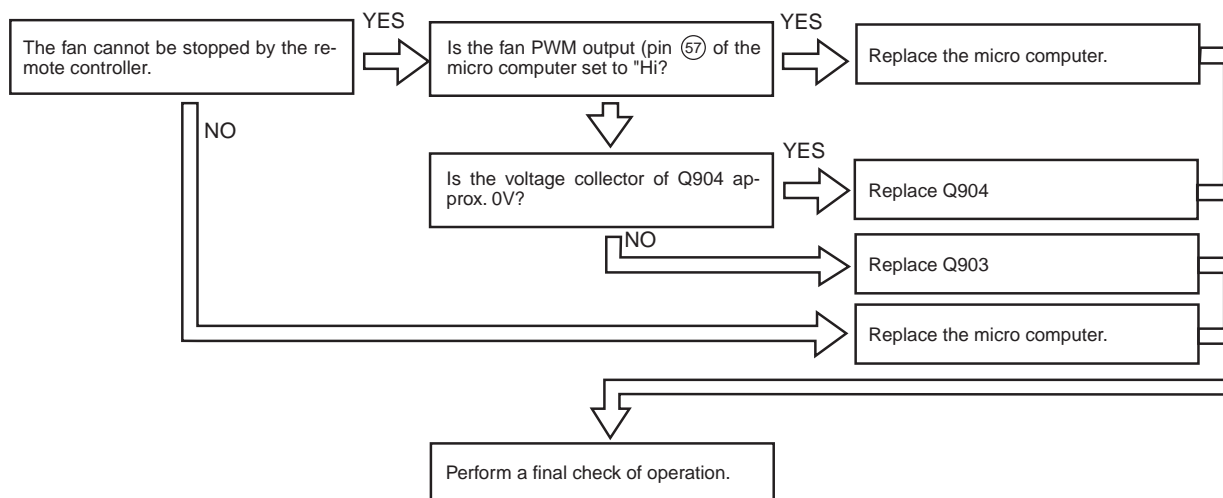 The fan cannot be stopped by the re-
mote controller.
YES
Is the fan PWM output (pin 57 of the
micro computer set to "Hi?
YES
Replace the micro computer.
NO
Is the voltage collector of Q904 ap-
prox. 0V?
YES
Replace Q904
NO
Replace Q903
Replace the micro computer.
Perform a final check of operation.